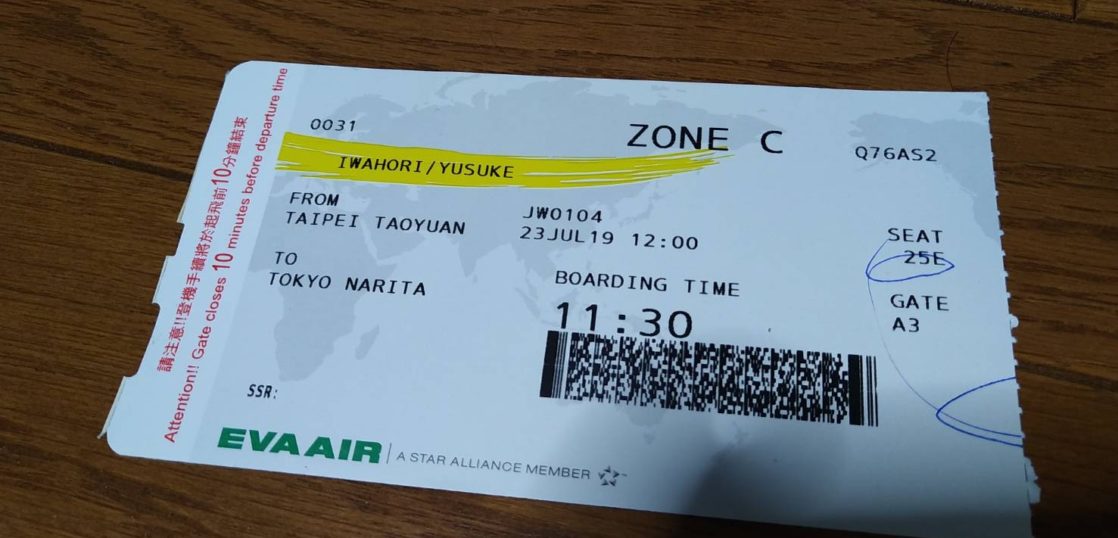 請注意!!登機手續將於起飛前10分鐘結束
Attention!! Gate closes 10 minutes before departure time
0031
ZONE C
Q76AS2
IWAHORI/YUSUKE
FROM
TAIPEI TAOYUAN
JW0104
23JUL19 12:00
SEAT
25E
TO
TOKYO NARITA
BOARDING TIME
11:30
GATE
A3
SSR:
EVA AIR
A STAR ALLIANCE MEMBER